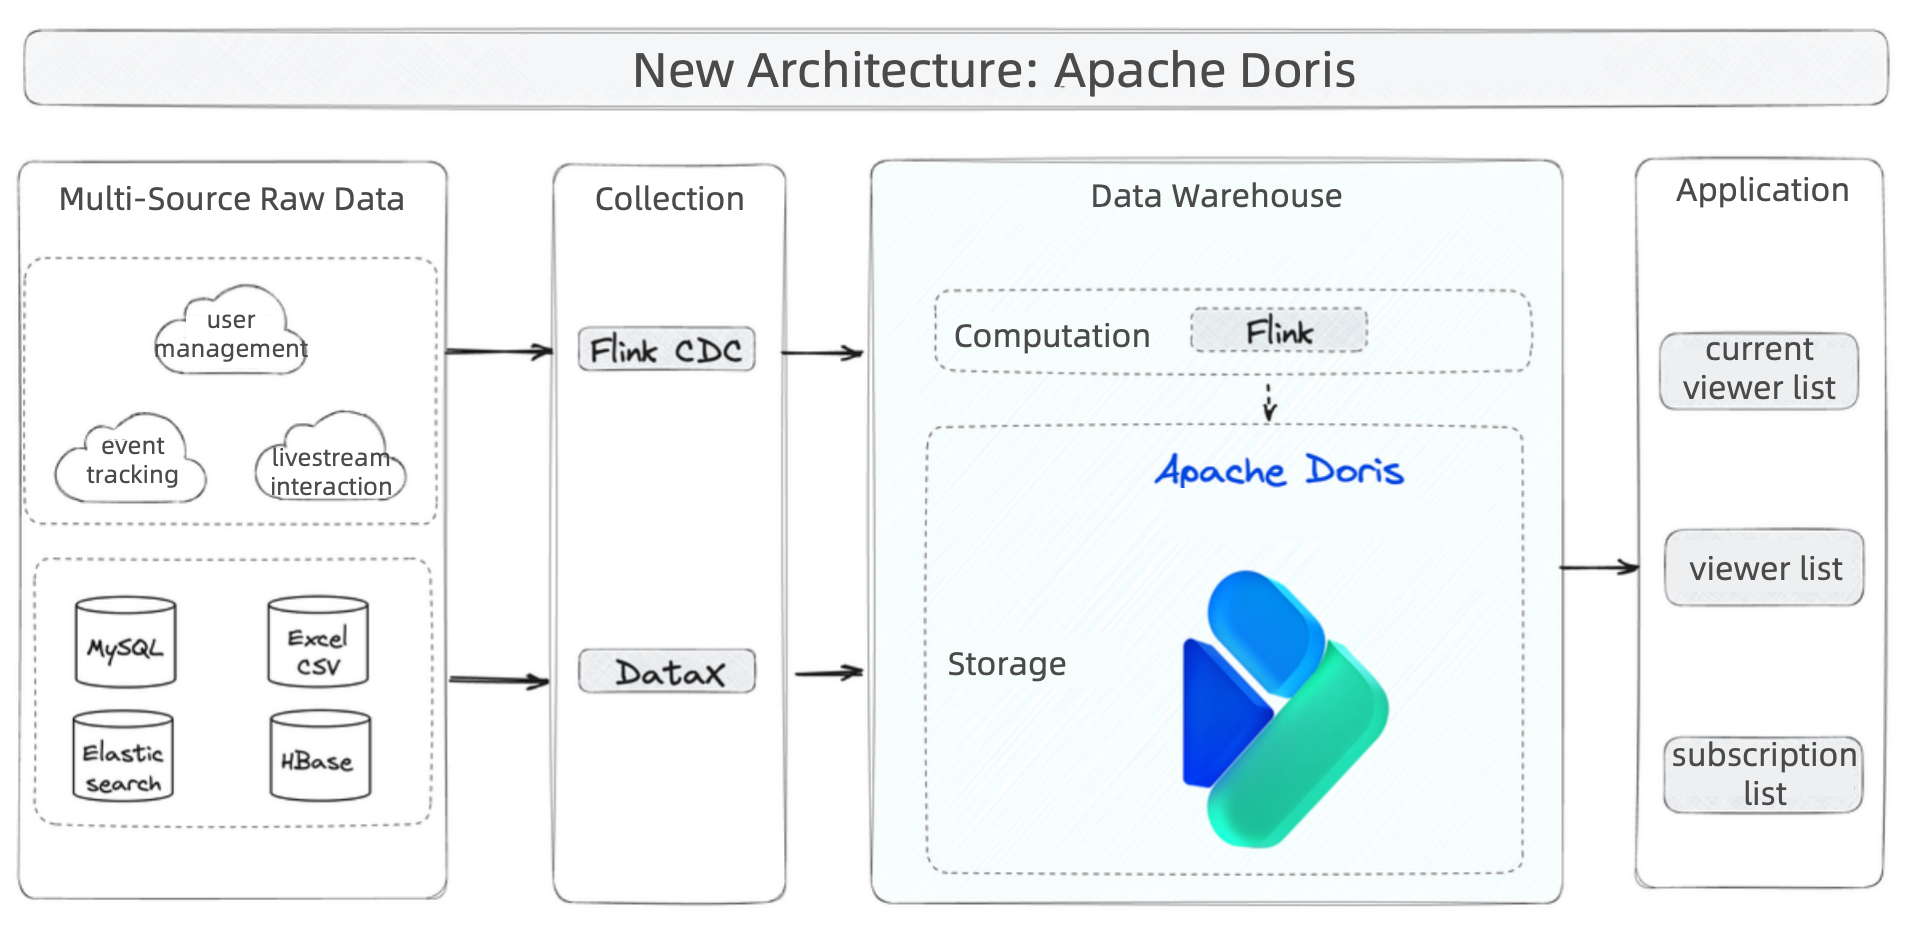 New Architecture: Apache Doris
Multi-Source Raw Data
user
management
event
tracking
livestream
interaction
MySQL
Excel
CSV
Elastic
search
HBase
Collection
Flink CDC
DataX
Data Warehouse
Computation
Flink
Apache Doris
Storage
Application
current
viewer list
viewer list
subscription
list